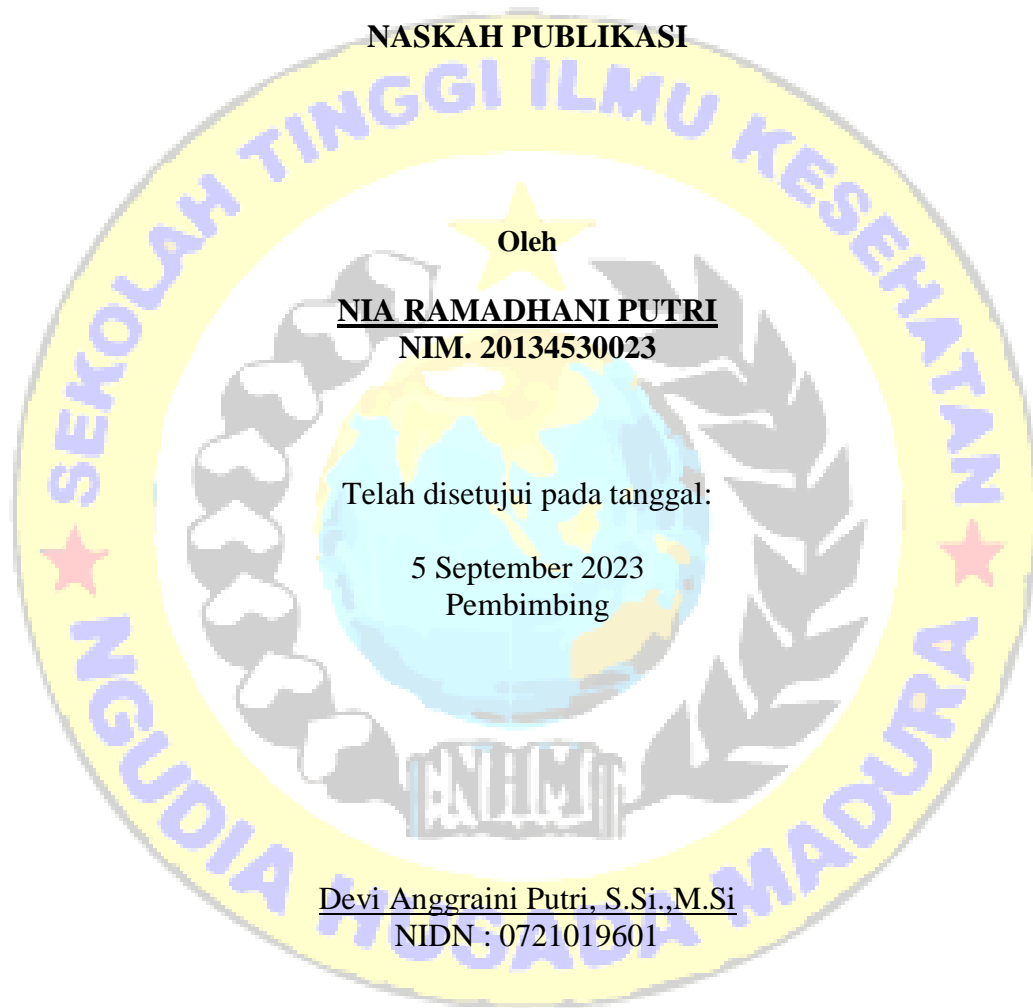 NASKAH PUBLIKASI
SEKOLAH TINGGI ILMU KESEHATAN
Oleh
NIA RAMADHANI PUTRI
NIM. 20134530023
Telah disetujui pada tanggal:
5 September 2023
Pembimbing
NHM
Devi Anggraini Putri, S.Si.,M.Si
NIDN : 0721019601
NGUDIA HUSADA MADURA